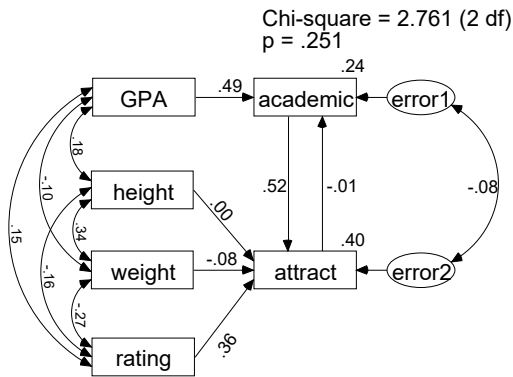 Chi-square = 2.761 (2 df)
p = .251
.24
GPA
.49
academic
error1
.18
-.10
height
.00
.52
-.01
-.08
.15
.34
-.16
.40
weight
-.08
attract
error2
-.27
.36
rating